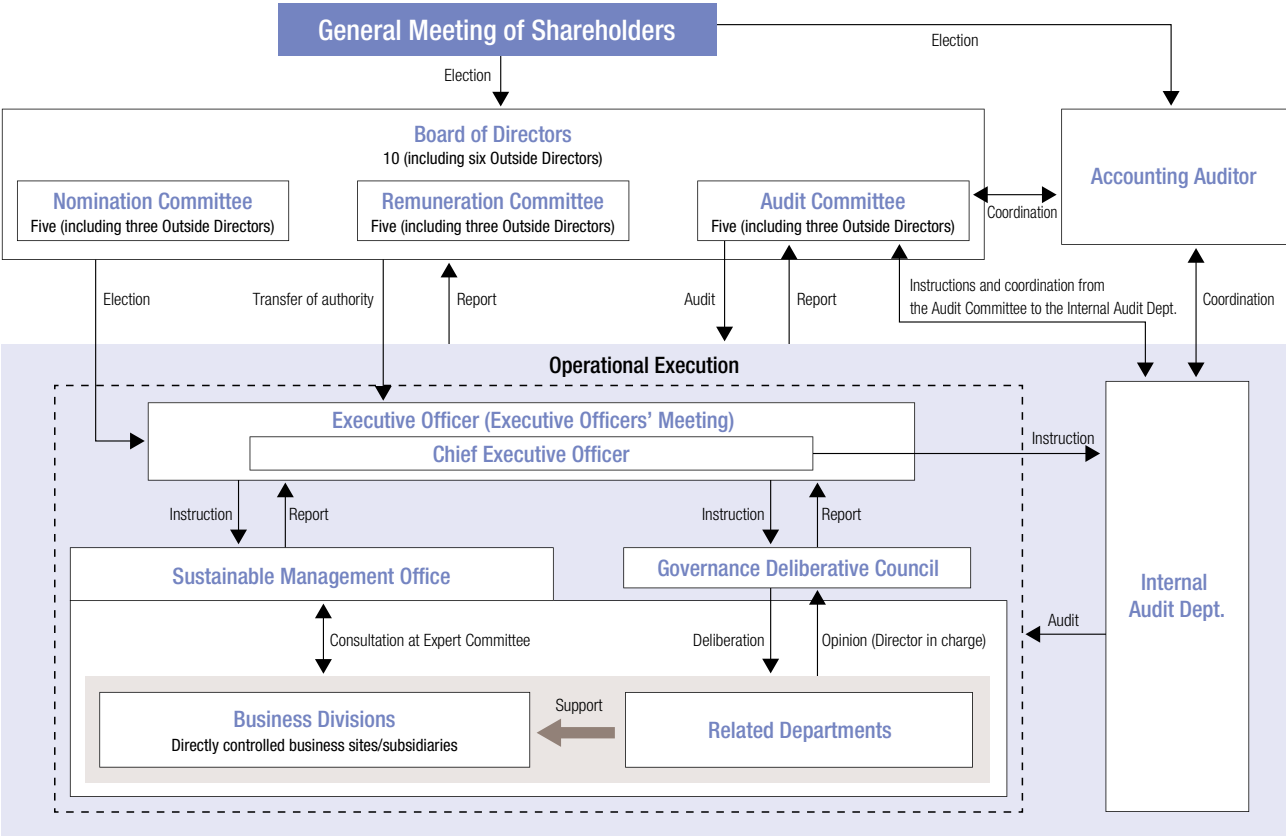 General Meeting of Shareholders
Election
Election
Board of Directors
10 (including six Outside Directors)
Nomination Committee
Five (including three Outside Directors)
Remuneration Committee
Five (including three Outside Directors)
Audit Committee
Five (including three Outside Directors)
Coordination
Accounting Auditor
Election
Transfer of authority
Report
Audit
Report
Instructions and coordination from
the Audit Committee to the Internal Audit Dept.
Coordination
Operational Execution
Executive Officer (Executive Officers’ Meeting)
Chief Executive Officer
Instruction
Instruction
Report
Instruction
Report
Sustainable Management Office
Governance Deliberative Council
Internal
Audit Dept.
Audit
Consultation at Expert Committee
Deliberation
Opinion (Director in charge)
Business Divisions
Directly controlled business sites/subsidiaries
Support
Related Departments